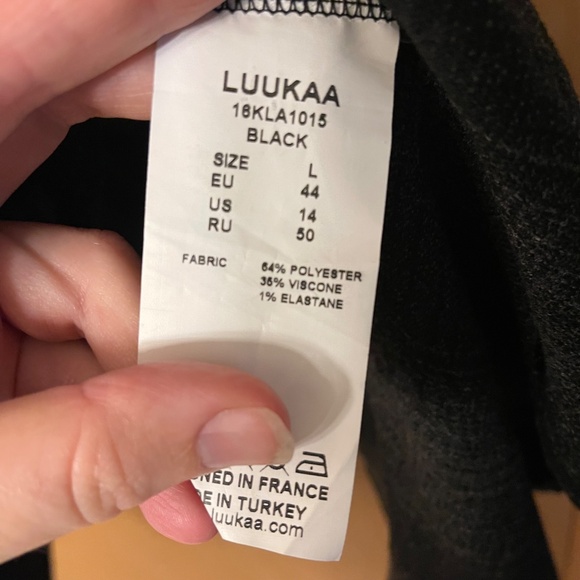 LUUKAA
18KLA1015
BLACK
SIZE L
EU 44
US 14
RU 50
FABRIC 64% POLYESTER
35% VISCONE
1% ELASTANE
NED IN FRANCE
E IN TURKEY
luukaa.com